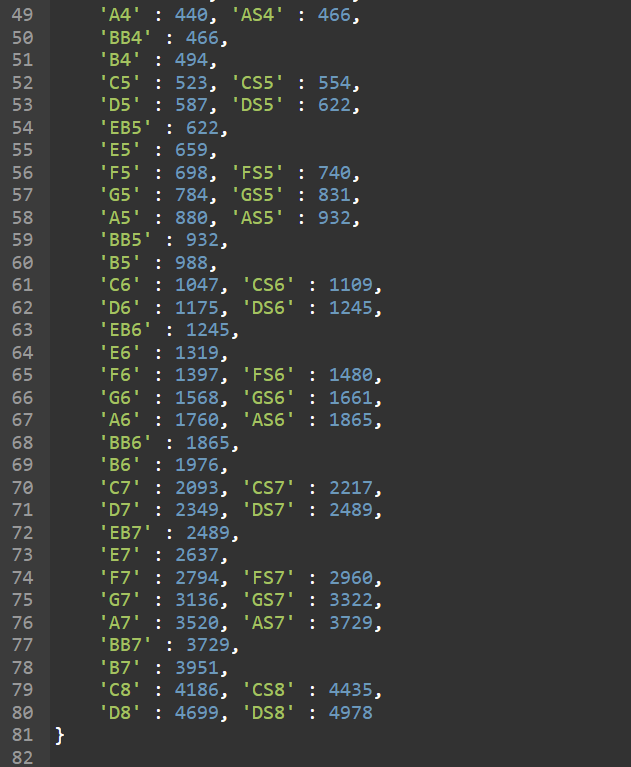 49 'A4' : 440, 'AS4' : 466,
50 'BB4' : 466,
51 'B4' : 494,
52 'C5' : 523, 'CS5' : 554,
53 'D5' : 587, 'DS5' : 622,
54 'EB5' : 622,
55 'E5' : 659,
56 'F5' : 698, 'FS5' : 740,
57 'G5' : 784, 'GS5' : 831,
58 'A5' : 880, 'AS5' : 932,
59 'BB5' : 932,
60 'B5' : 988,
61 'C6' : 1047, 'CS6' : 1109,
62 'D6' : 1175, 'DS6' : 1245,
63 'EB6' : 1245,
64 'E6' : 1319,
65 'F6' : 1397, 'FS6' : 1480,
66 'G6' : 1568, 'GS6' : 1661,
67 'A6' : 1760, 'AS6' : 1865,
68 'BB6' : 1865,
69 'B6' : 1976,
70 'C7' : 2093, 'CS7' : 2217,
71 'D7' : 2349, 'DS7' : 2489,
72 'EB7' : 2489,
73 'E7' : 2637,
74 'F7' : 2794, 'FS7' : 2960,
75 'G7' : 3136, 'GS7' : 3322,
76 'A7' : 3520, 'AS7' : 3729,
77 'BB7' : 3729,
78 'B7' : 3951,
79 'C8' : 4186, 'CS8' : 4435,
80 'D8' : 4699, 'DS8' : 4978
81 }
82